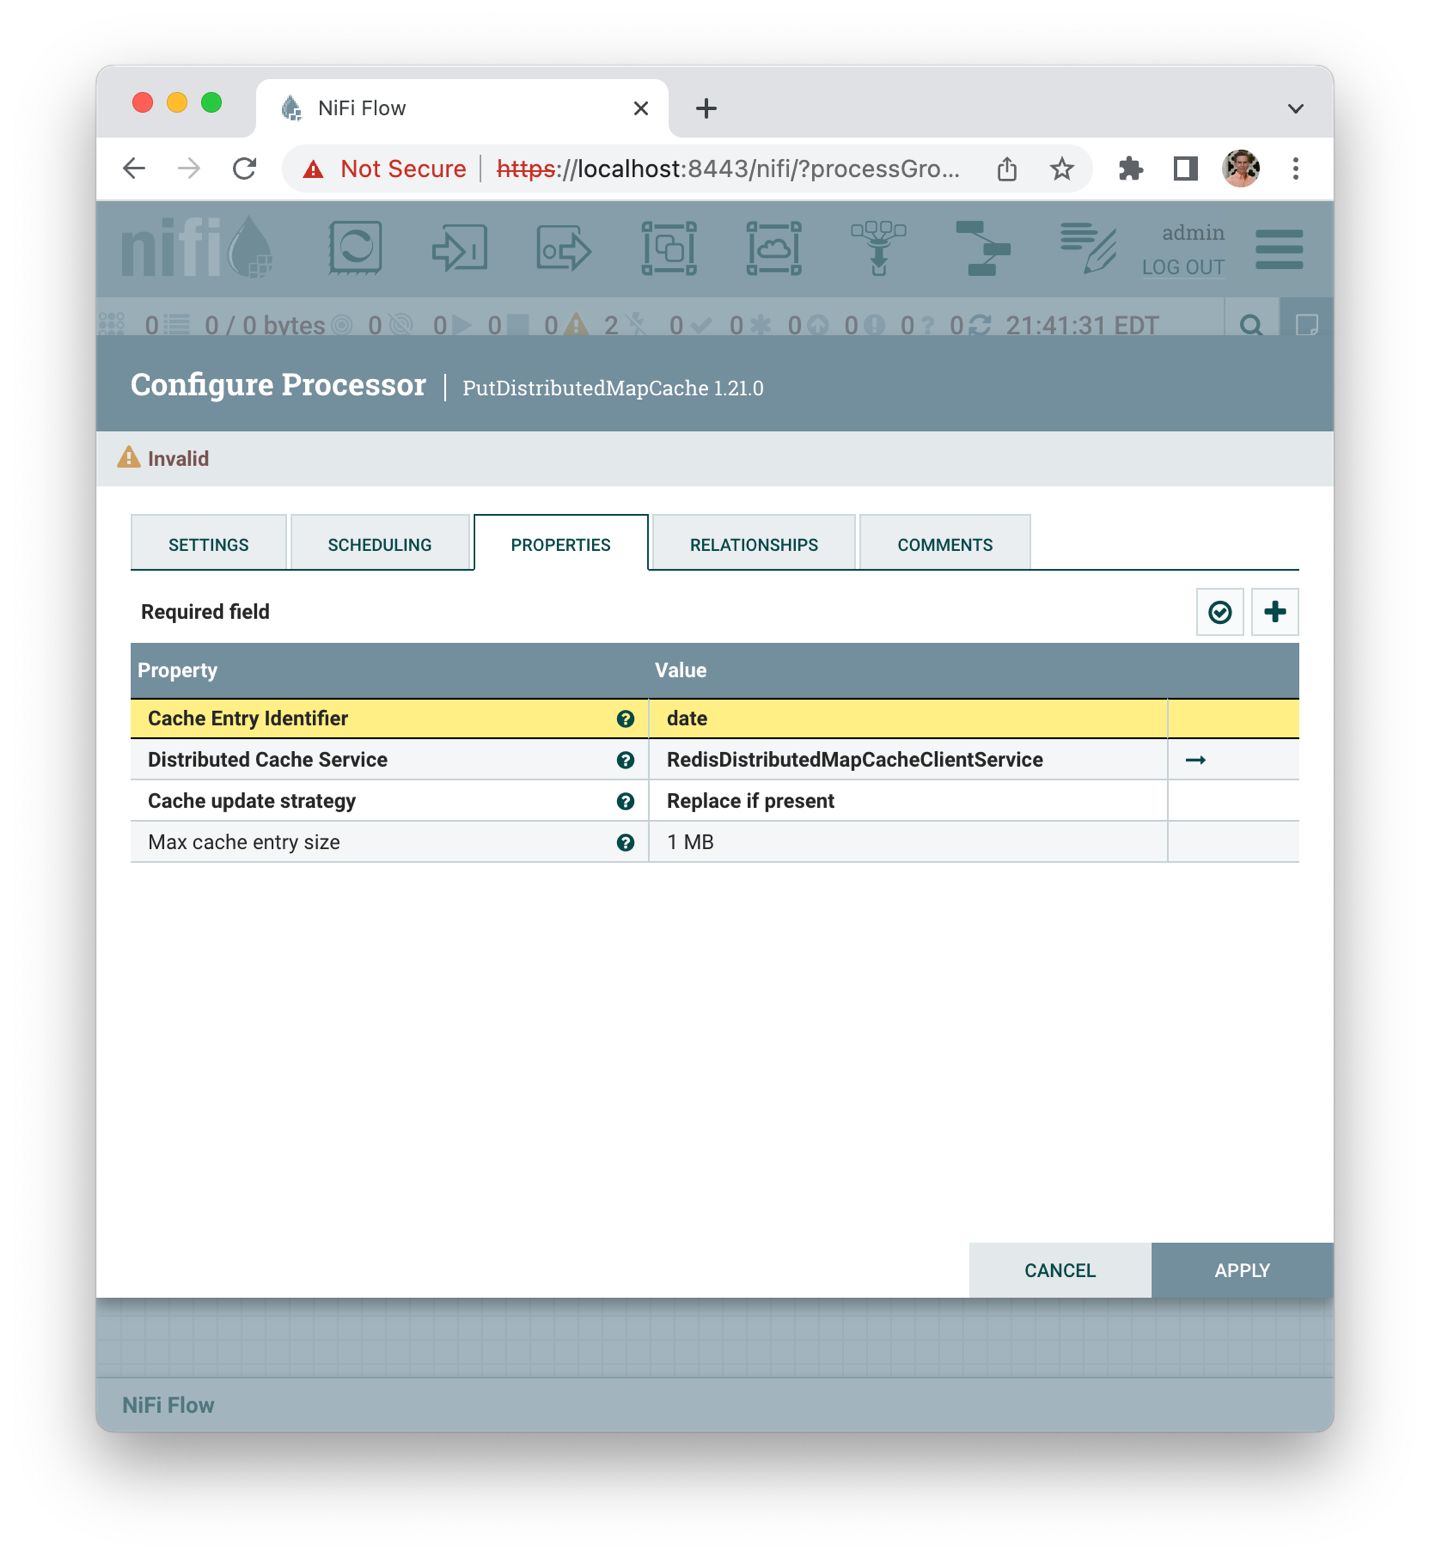 NiFi Flow
Not Secure | https://localhost:8443/nifi/?processGro...
nifi
admin
LOG OUT
0 0 / 0 bytes 0 0 0 0 2 0 0 0 0 0 ? 0 21:41:31 EDT
Configure Processor | PutDistributedMapCache 1.21.0
Invalid
SETTINGS SCHEDULING PROPERTIES RELATIONSHIPS COMMENTS
Required field
Property Value
Cache Entry Identifier ? date
Distributed Cache Service ? RedisDistributedMapCacheClientService
Cache update strategy ? Replace if present
Max cache entry size ? 1 MB
CANCEL APPLY
NiFi Flow